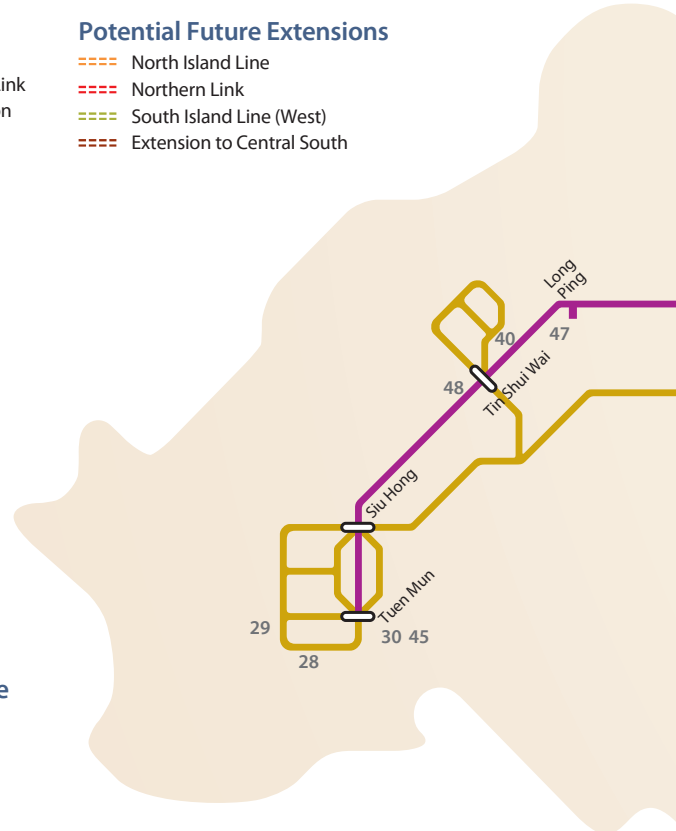 Potential Future Extensions
North Island Line
Northern Link
South Island Line (West)
Extension to Central South
Long
Ping
40
47
48
Tin Shui Wai
Siu Hong
Tuen Mun
29
30 45
28